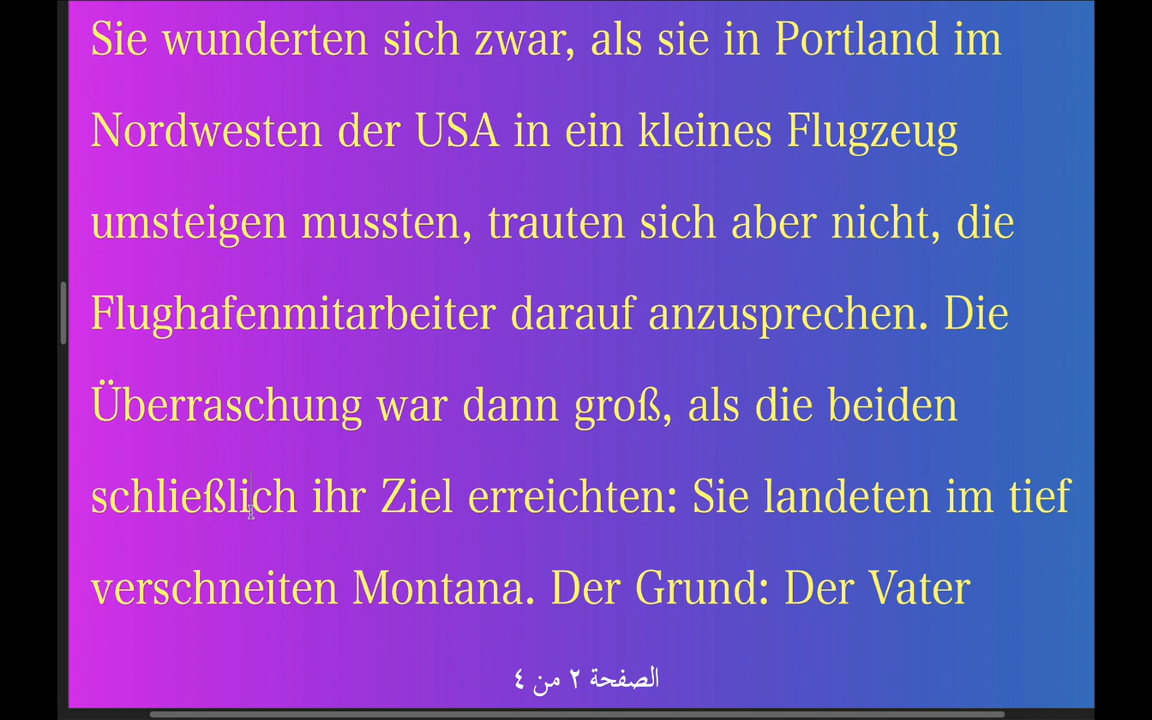 Sie wunderten sich zwar, als sie in Portland im
Nordwesten der USA in ein kleines Flugzeug
umsteigen mussten, trauten sich aber nicht, die
Flughafenmitarbeiter darauf anzusprechen. Die
Überraschung war dann groß, als die beiden
schließlich ihr Ziel erreichten: Sie landeten im tief
verschneiten Montana. Der Grund: Der Vater
الصفحة ٢ من ٤